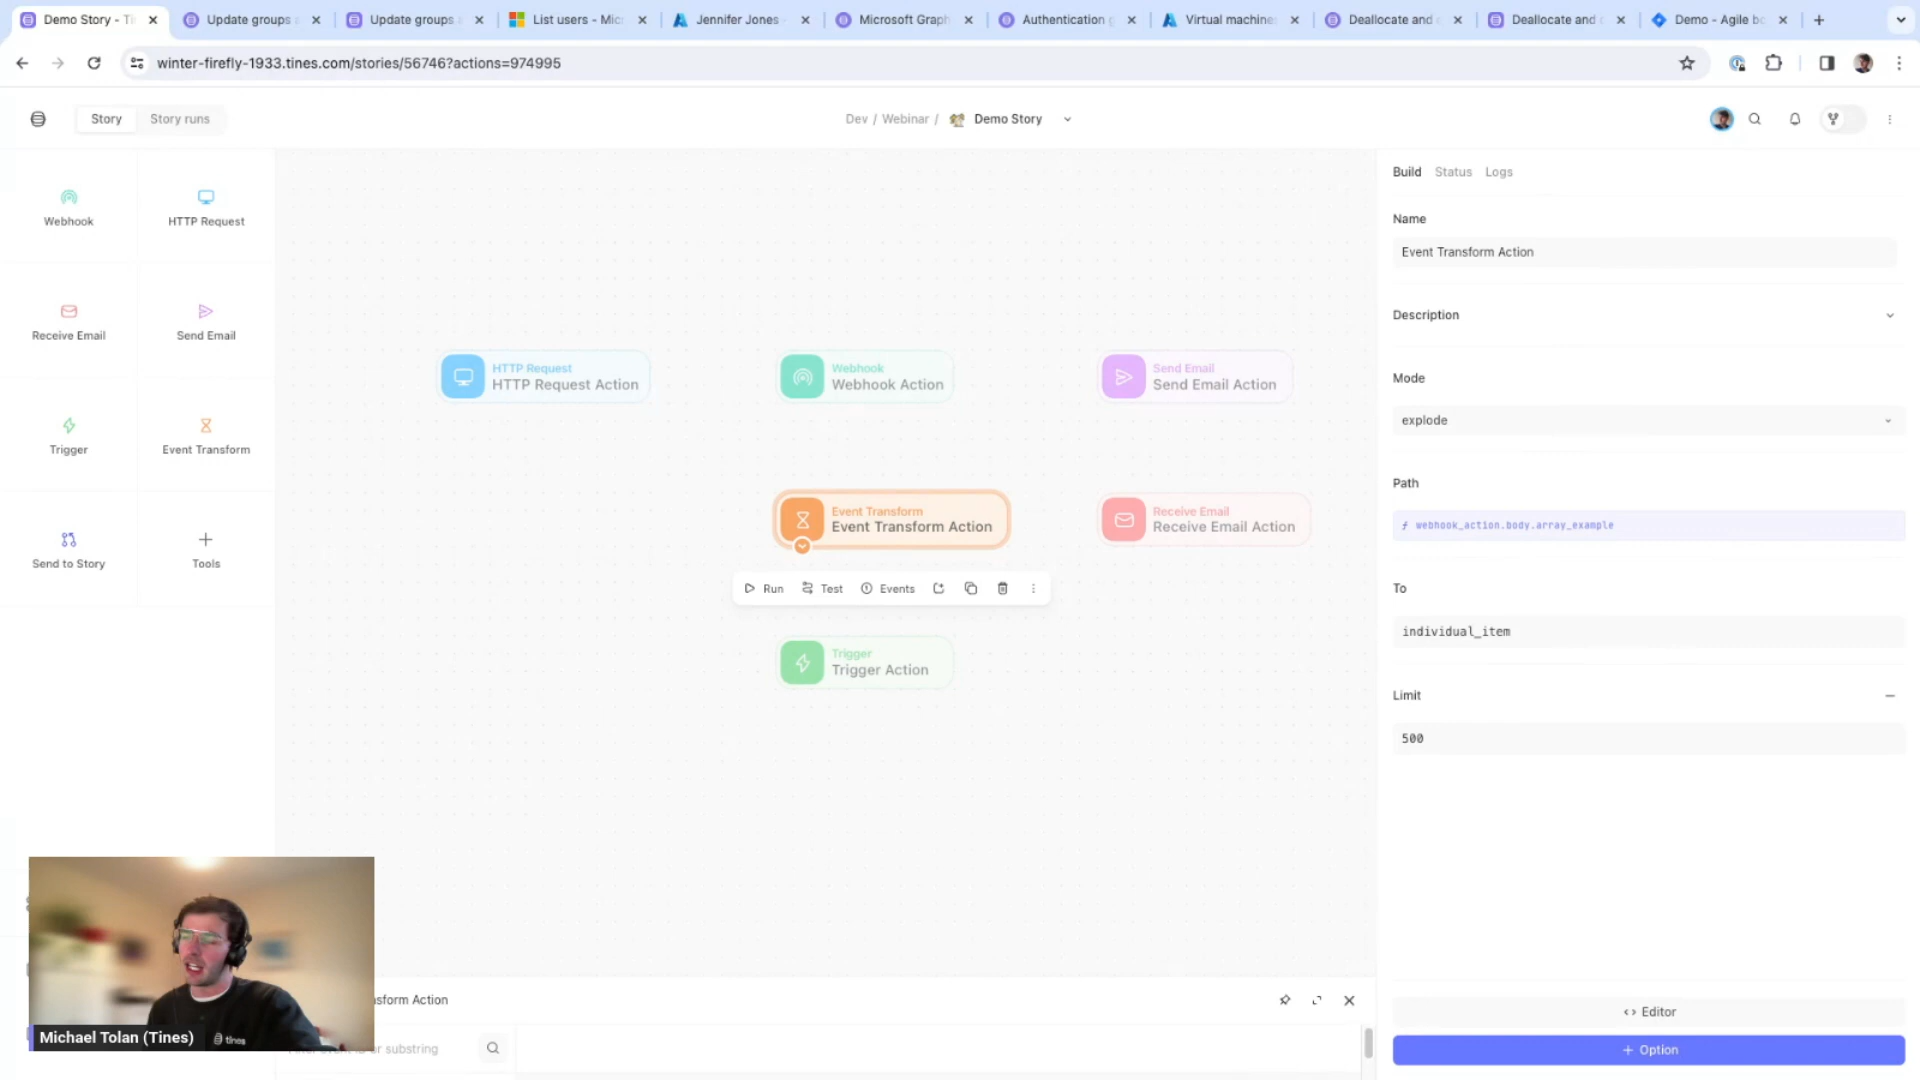 Demo Story - Ti
Update groups
Update groups
List users - Mic
Jennifer Jones -
Microsoft Graph
Authentication
Virtual machine
Deallocate and
Deallocate and
Demo - Agile bo
winter-firefly-1933.tines.com/stories/56746?actions=974995
Story
Story runs
Dev / Webinar / Demo Story
Webhook
HTTP Request
Receive Email
Send Email
Trigger
Event Transform
Send to Story
Tools
HTTP Request
HTTP Request Action
Webhook
Webhook Action
Send Email
Send Email Action
Event Transform
Event Transform Action
Receive Email
Receive Email Action
Run
Test
Events
Trigger
Trigger Action
Build
Status
Logs
Name
Event Transform Action
Description
Mode
explode
Path
webhook_action.body.array_example
To
individual_item
Limit
500
Editor
+ Option
sform Action
or substring
Michael Tolan (Tines)
tines